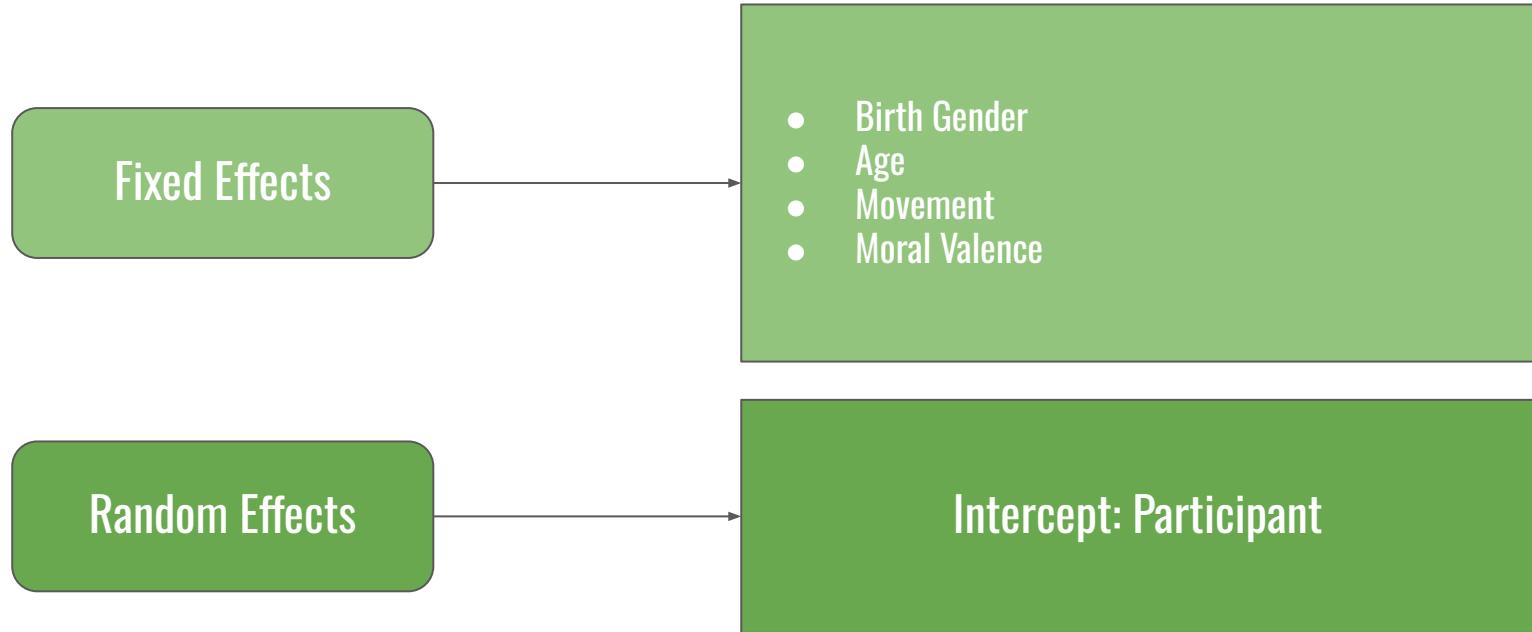 Fixed Effects
● Birth Gender
● Age
● Movement
● Moral Valence
Random Effects
Intercept: Participant